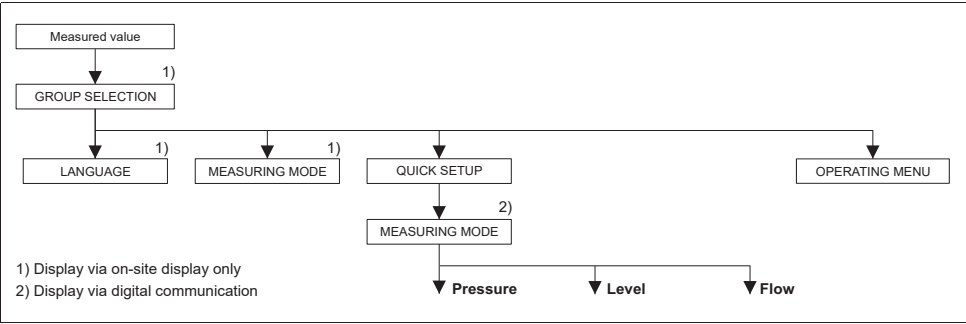 Measured value
1)
GROUP SELECTION
1)
1)
LANGUAGE
MEASURING MODE
QUICK SETUP
OPERATING MENU
2)
MEASURING MODE
1) Display via on-site display only
2) Display via digital communication
Pressure
Level
Flow